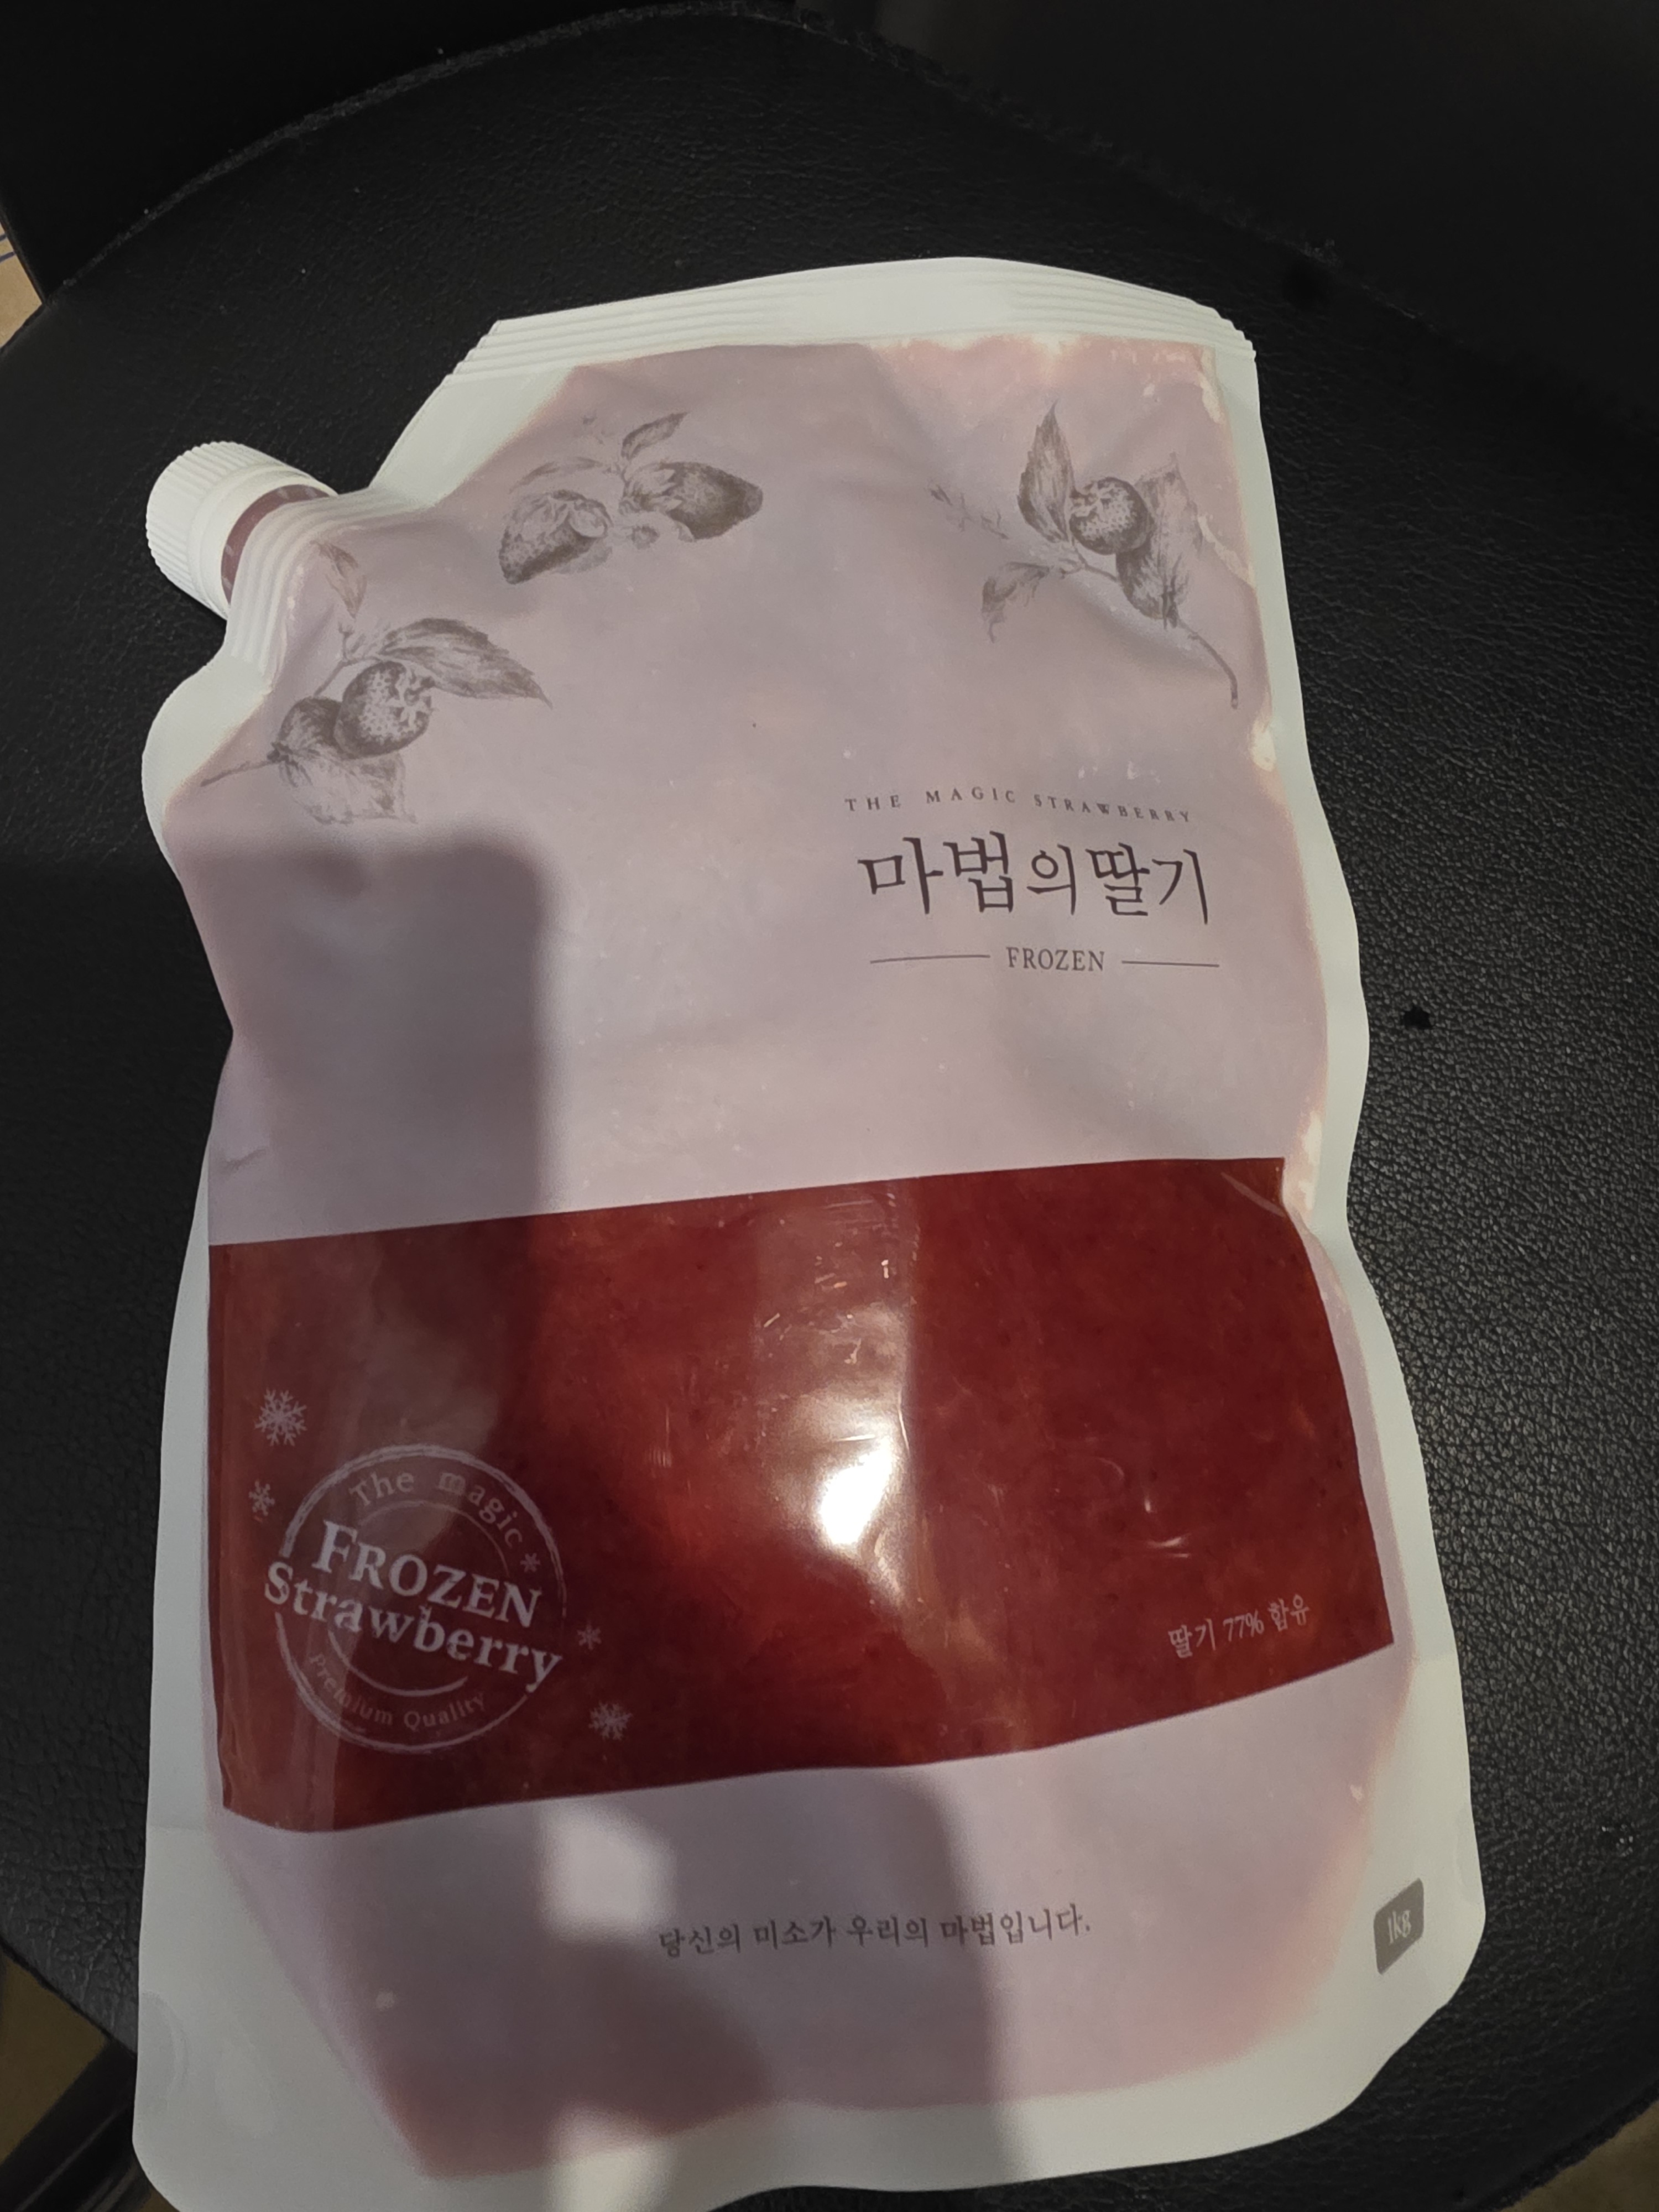 THE MAGIC STRAWBERRY
마법의딸기
FROZEN
The magic
FROZEN
Strawberry
Premium Quality
딸기 77% 함유
당신의 미소가 우리의 마법입니다.
1kg